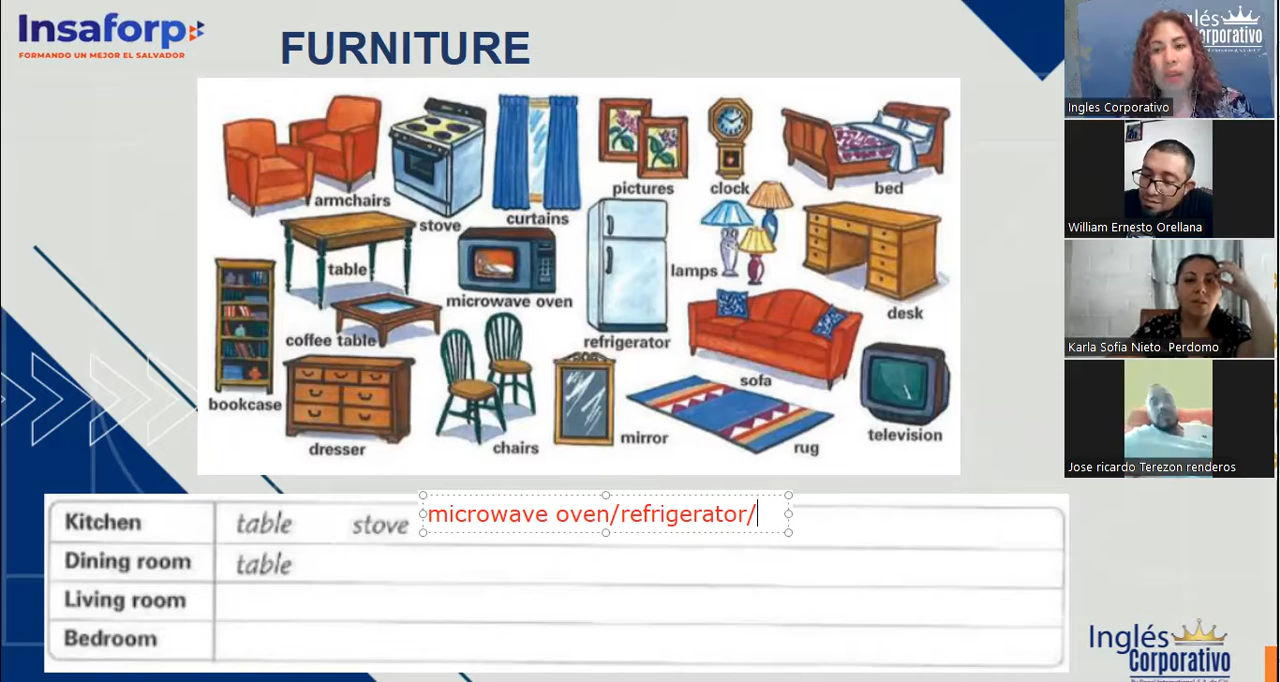 Insaforp
FORMANDO UN MEJOR EL SALVADOR
FURNITURE
armchairs
stove
curtains
pictures
clock
bed
table
microwave oven
lamps
desk
coffee table
refrigerator
sofa
bookcase
dresser
chairs
mirror
rug
television
Kitchen table stove microwave oven/refrigerator/
Dining room table
Living room
Bedroom
Inglés
Corporativo
Ingles Corporativo
William Ernesto Orellana
Karla Sofia Nieto Perdomo
Jose ricardo Terezon renderos